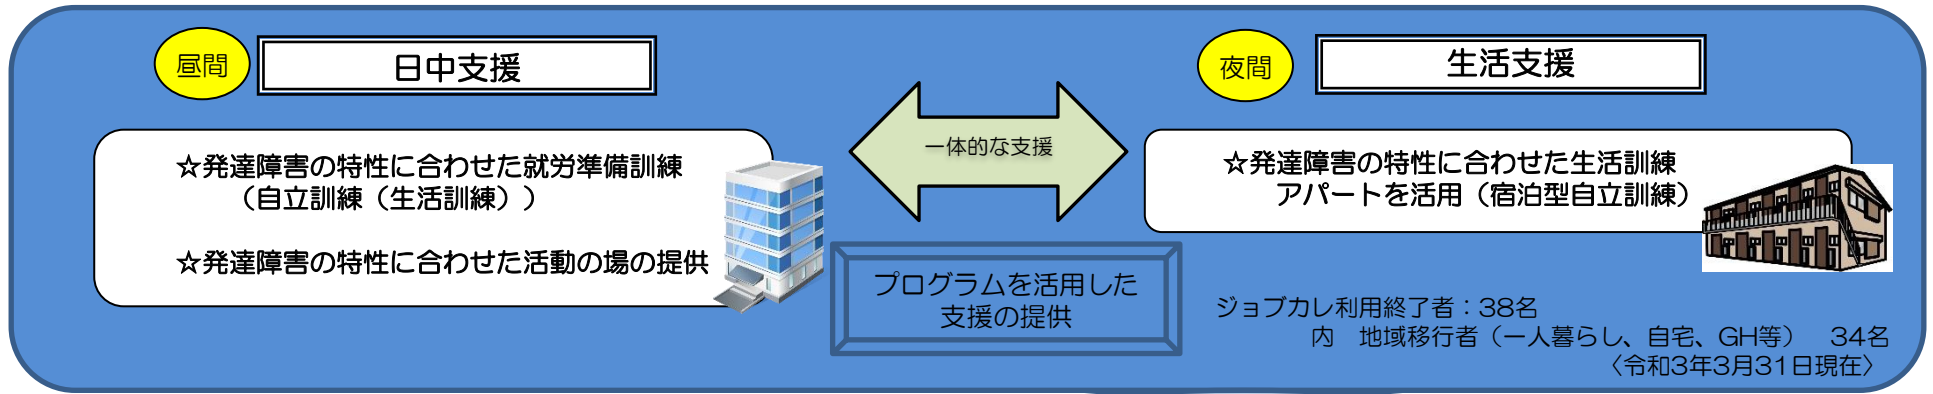 昼間
日中支援
☆発達障害の特性に合わせた就労準備訓練
（自立訓練（生活訓練））
☆発達障害の特性に合わせた活動の場の提供
一体的な支援
プログラムを活用した
支援の提供
夜間
生活支援
☆発達障害の特性に合わせた生活訓練
アパートを活用（宿泊型自立訓練）
ジョブカレ利用終了者：38名
内　地域移行者（一人暮らし、自宅、GH等）　34名
〈令和3年3月31日現在〉